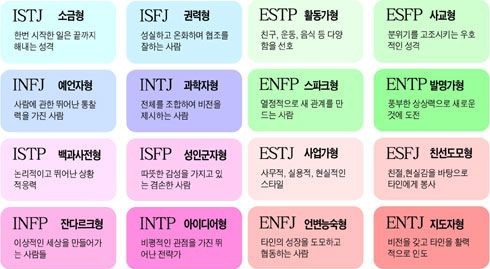 ISTJ 소금형
한번 시작한 일은 끝까지
해내는 성격
ISFJ 권력형
성실하고 온화하며 협조를
잘하는 사람
ESTP 활동가형
친구, 운동, 음식 등 다양
함을 선호
ESFP 사교형
분위기를 고조시키는 우호
적인 성격
INFJ 예언자형
사람에 관한 뛰어난 통찰
력을 가진 사람
INTJ 과학자형
전체를 조합하여 비전을
제시하는 사람
ENFP 스파크형
열정적으로 새 관계를 만
드는 사람
ENTP 발명가형
풍부한 상상력으로 새로운
것에 도전
ISTP 백과사전형
논리적이고 뛰어난 상황
적응력
ISFP 성인군자형
따뜻한 감성을 가지고 있
는 겸손한 사람
ESTJ 사업가형
사무적, 실용적, 현실적인
스타일
ESFJ 친선도모형
친절,현실감을 바탕으로
타인에게 봉사
INFP 잔다르크형
이상적인 세상을 만들어가
는 사람들
INTP 아이디어형
비평적인 관점을 가진 뛰
어난 전략가
ENFJ 언변능숙형
타인의 성장을 도모하고
협동하는 사람
ENTJ 지도자형
비전을 갖고 타인을 활력
적으로 인도